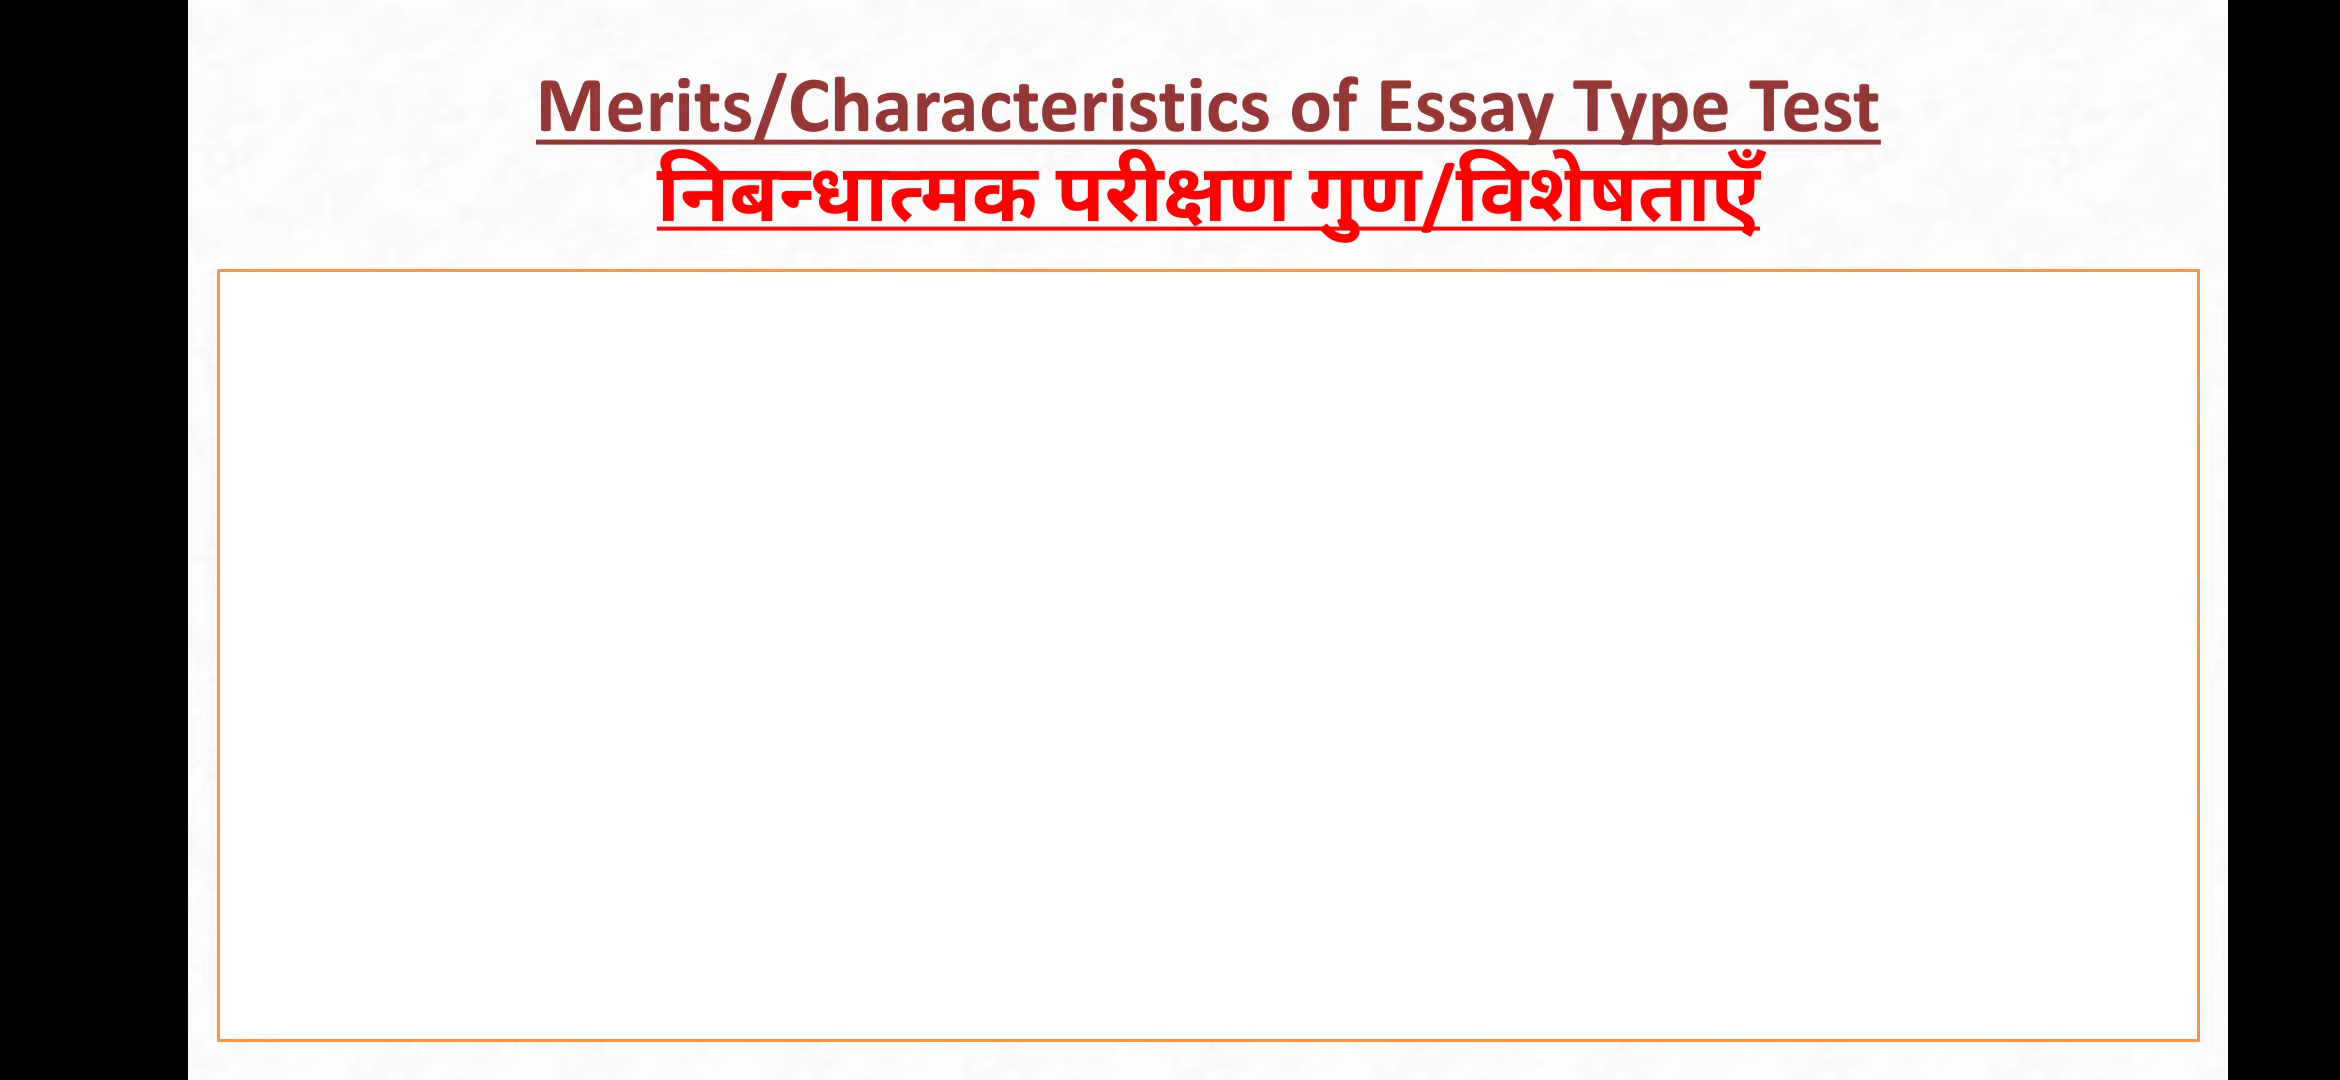 Merits/Characteristics of Essay Type Test
निबन्धात्मक परीक्षण गुण/विशेषताएँ